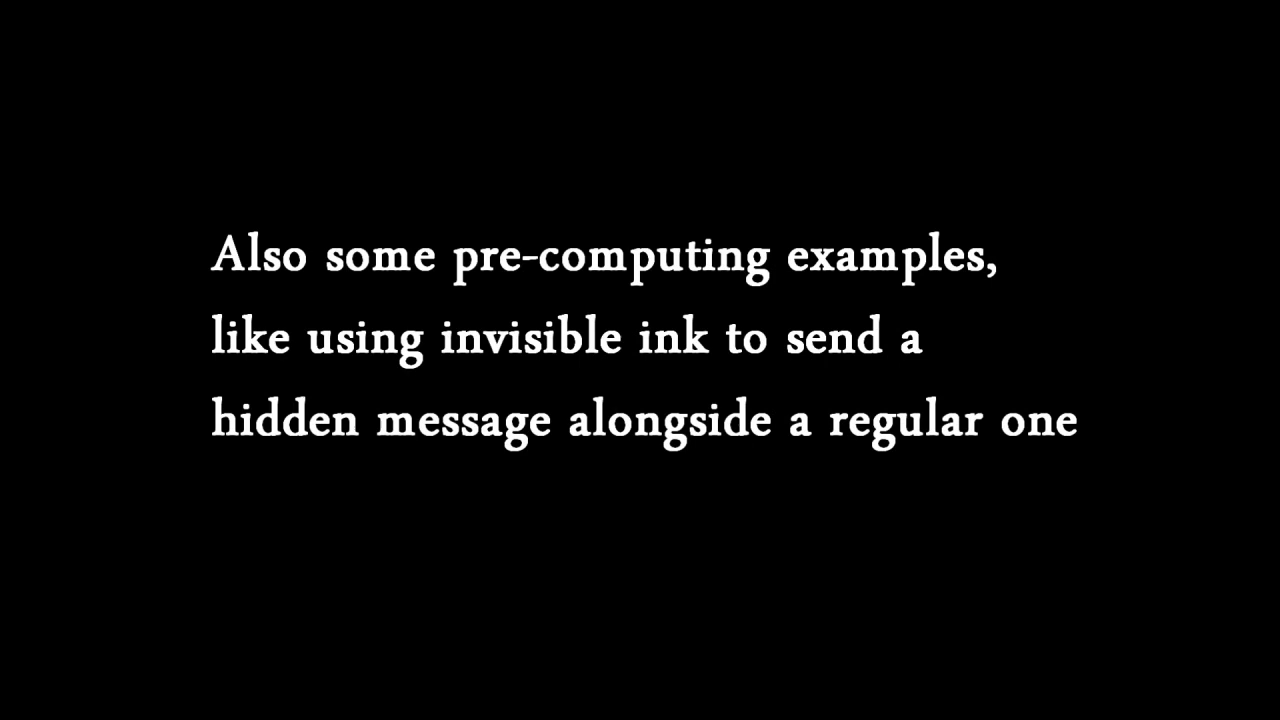 Also some pre-computing examples,
like using invisible ink to send a
hidden message alongside a regular one